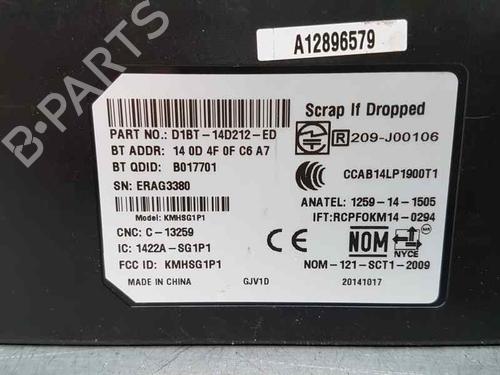 A12896579
Scrap If Dropped
PART NO.: D1BT-14D212-ED
R 209-J00106
BT ADDR: 14 0D 4F 0F C6 A7
BT QDID: B017701
CCAB14LP1900T1
SN: ERAG3380
ANATEL: 1259-14-1505
Model: KMHSG1P1
IFT:RCPFOKM14-0294
CNC: C-13259
IC: 1422A-SG1P1
CE
NOM
NYCE
FCC ID: KMHSG1P1
NOM-121-SCT1-2009
MADE IN CHINA
GJV1D
20141017
B-PARTS